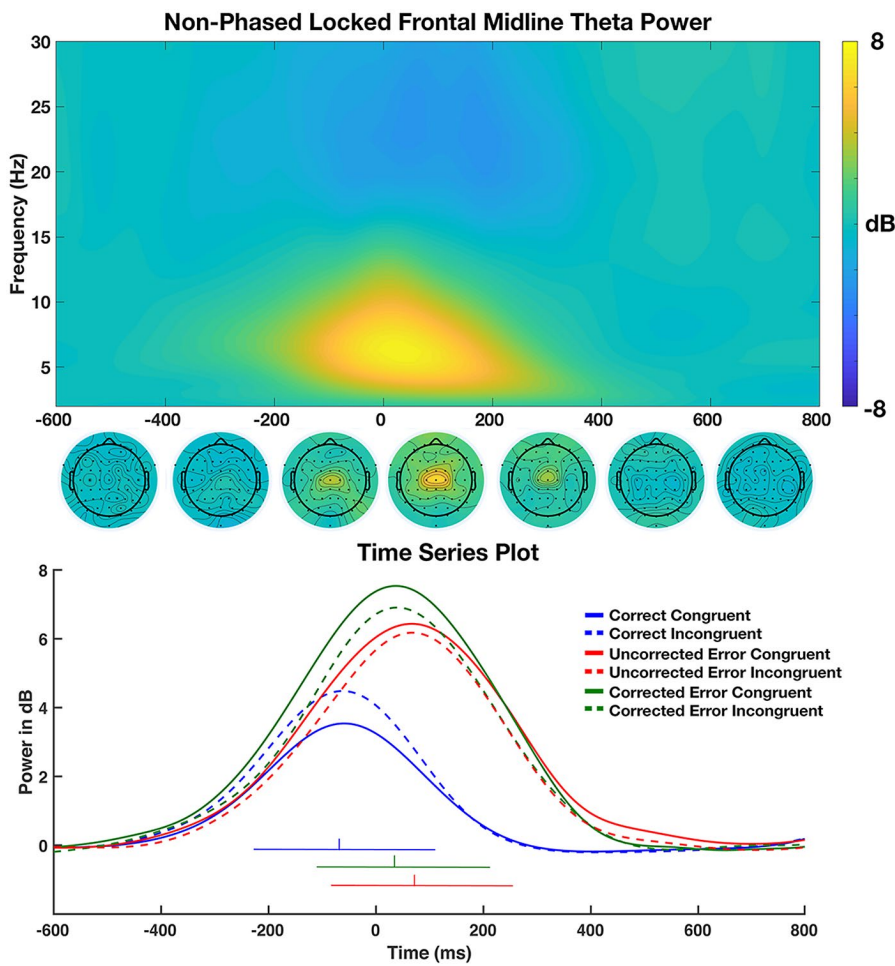 Non-Phased Locked Frontal Midline Theta Power
30
25
20
15
10
5
Frequency (Hz)
-600 -400 -200 0 200 400 600 800
8
dB
-8
Time Series Plot
8
6
4
2
0
Power in dB
Correct Congruent
Correct Incongruent
Uncorrected Error Congruent
Uncorrected Error Incongruent
Corrected Error Congruent
Corrected Error Incongruent
-600 -400 -200 0 200 400 600 800
Time (ms)